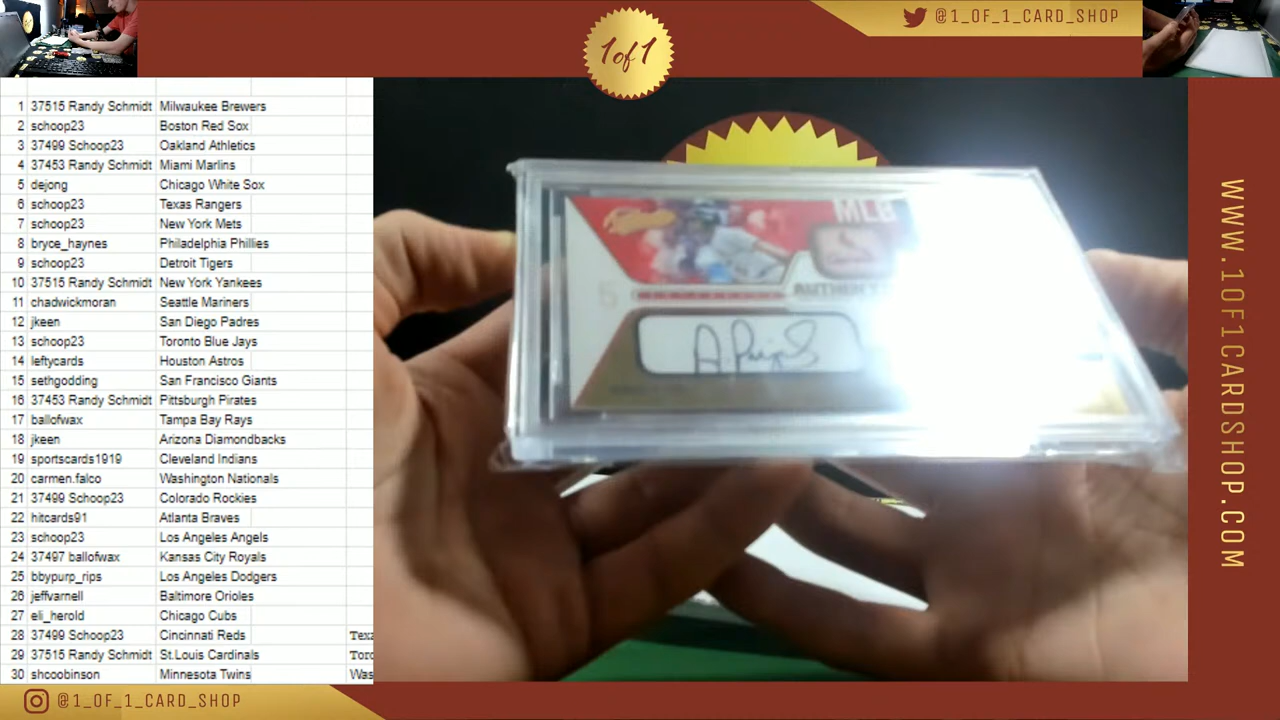 1of1
@1_OF_1_CARD_SHOP
1 37515 Randy Schmidt Milwaukee Brewers
2 schoop23 Boston Red Sox
3 37499 Schoop23 Oakland Athletics
4 37453 Randy Schmidt Miami Marlins
5 dejong Chicago White Sox
6 schoop23 Texas Rangers
7 schoop23 New York Mets
8 bryce_haynes Philadelphia Phillies
9 schoop23 Detroit Tigers
10 37515 Randy Schmidt New York Yankees
11 chadwickmoran Seattle Mariners
12 jkeen San Diego Padres
13 schoop23 Toronto Blue Jays
14 leftycards Houston Astros
15 sethgodding San Francisco Giants
16 37453 Randy Schmidt Pittsburgh Pirates
17 ballofwax Tampa Bay Rays
18 jkeen Arizona Diamondbacks
19 sportscards1919 Cleveland Indians
20 carmen.falco Washington Nationals
21 37499 Schoop23 Colorado Rockies
22 hitcards91 Atlanta Braves
23 schoop23 Los Angeles Angels
24 37497 ballofwax Kansas City Royals
25 bbypurp_rips Los Angeles Dodgers
26 jeffvarnell Baltimore Orioles
27 eli_herold Chicago Cubs
28 37499 Schoop23 Cincinnati Reds Texa
29 37515 Randy Schmidt St.Louis Cardinals Toro
30 shcoobinson Minnesota Twins Was
MLB
AUTHEN
WWW.1OF1CARDSHOP.COM
@1_OF_1_CARD_SHOP